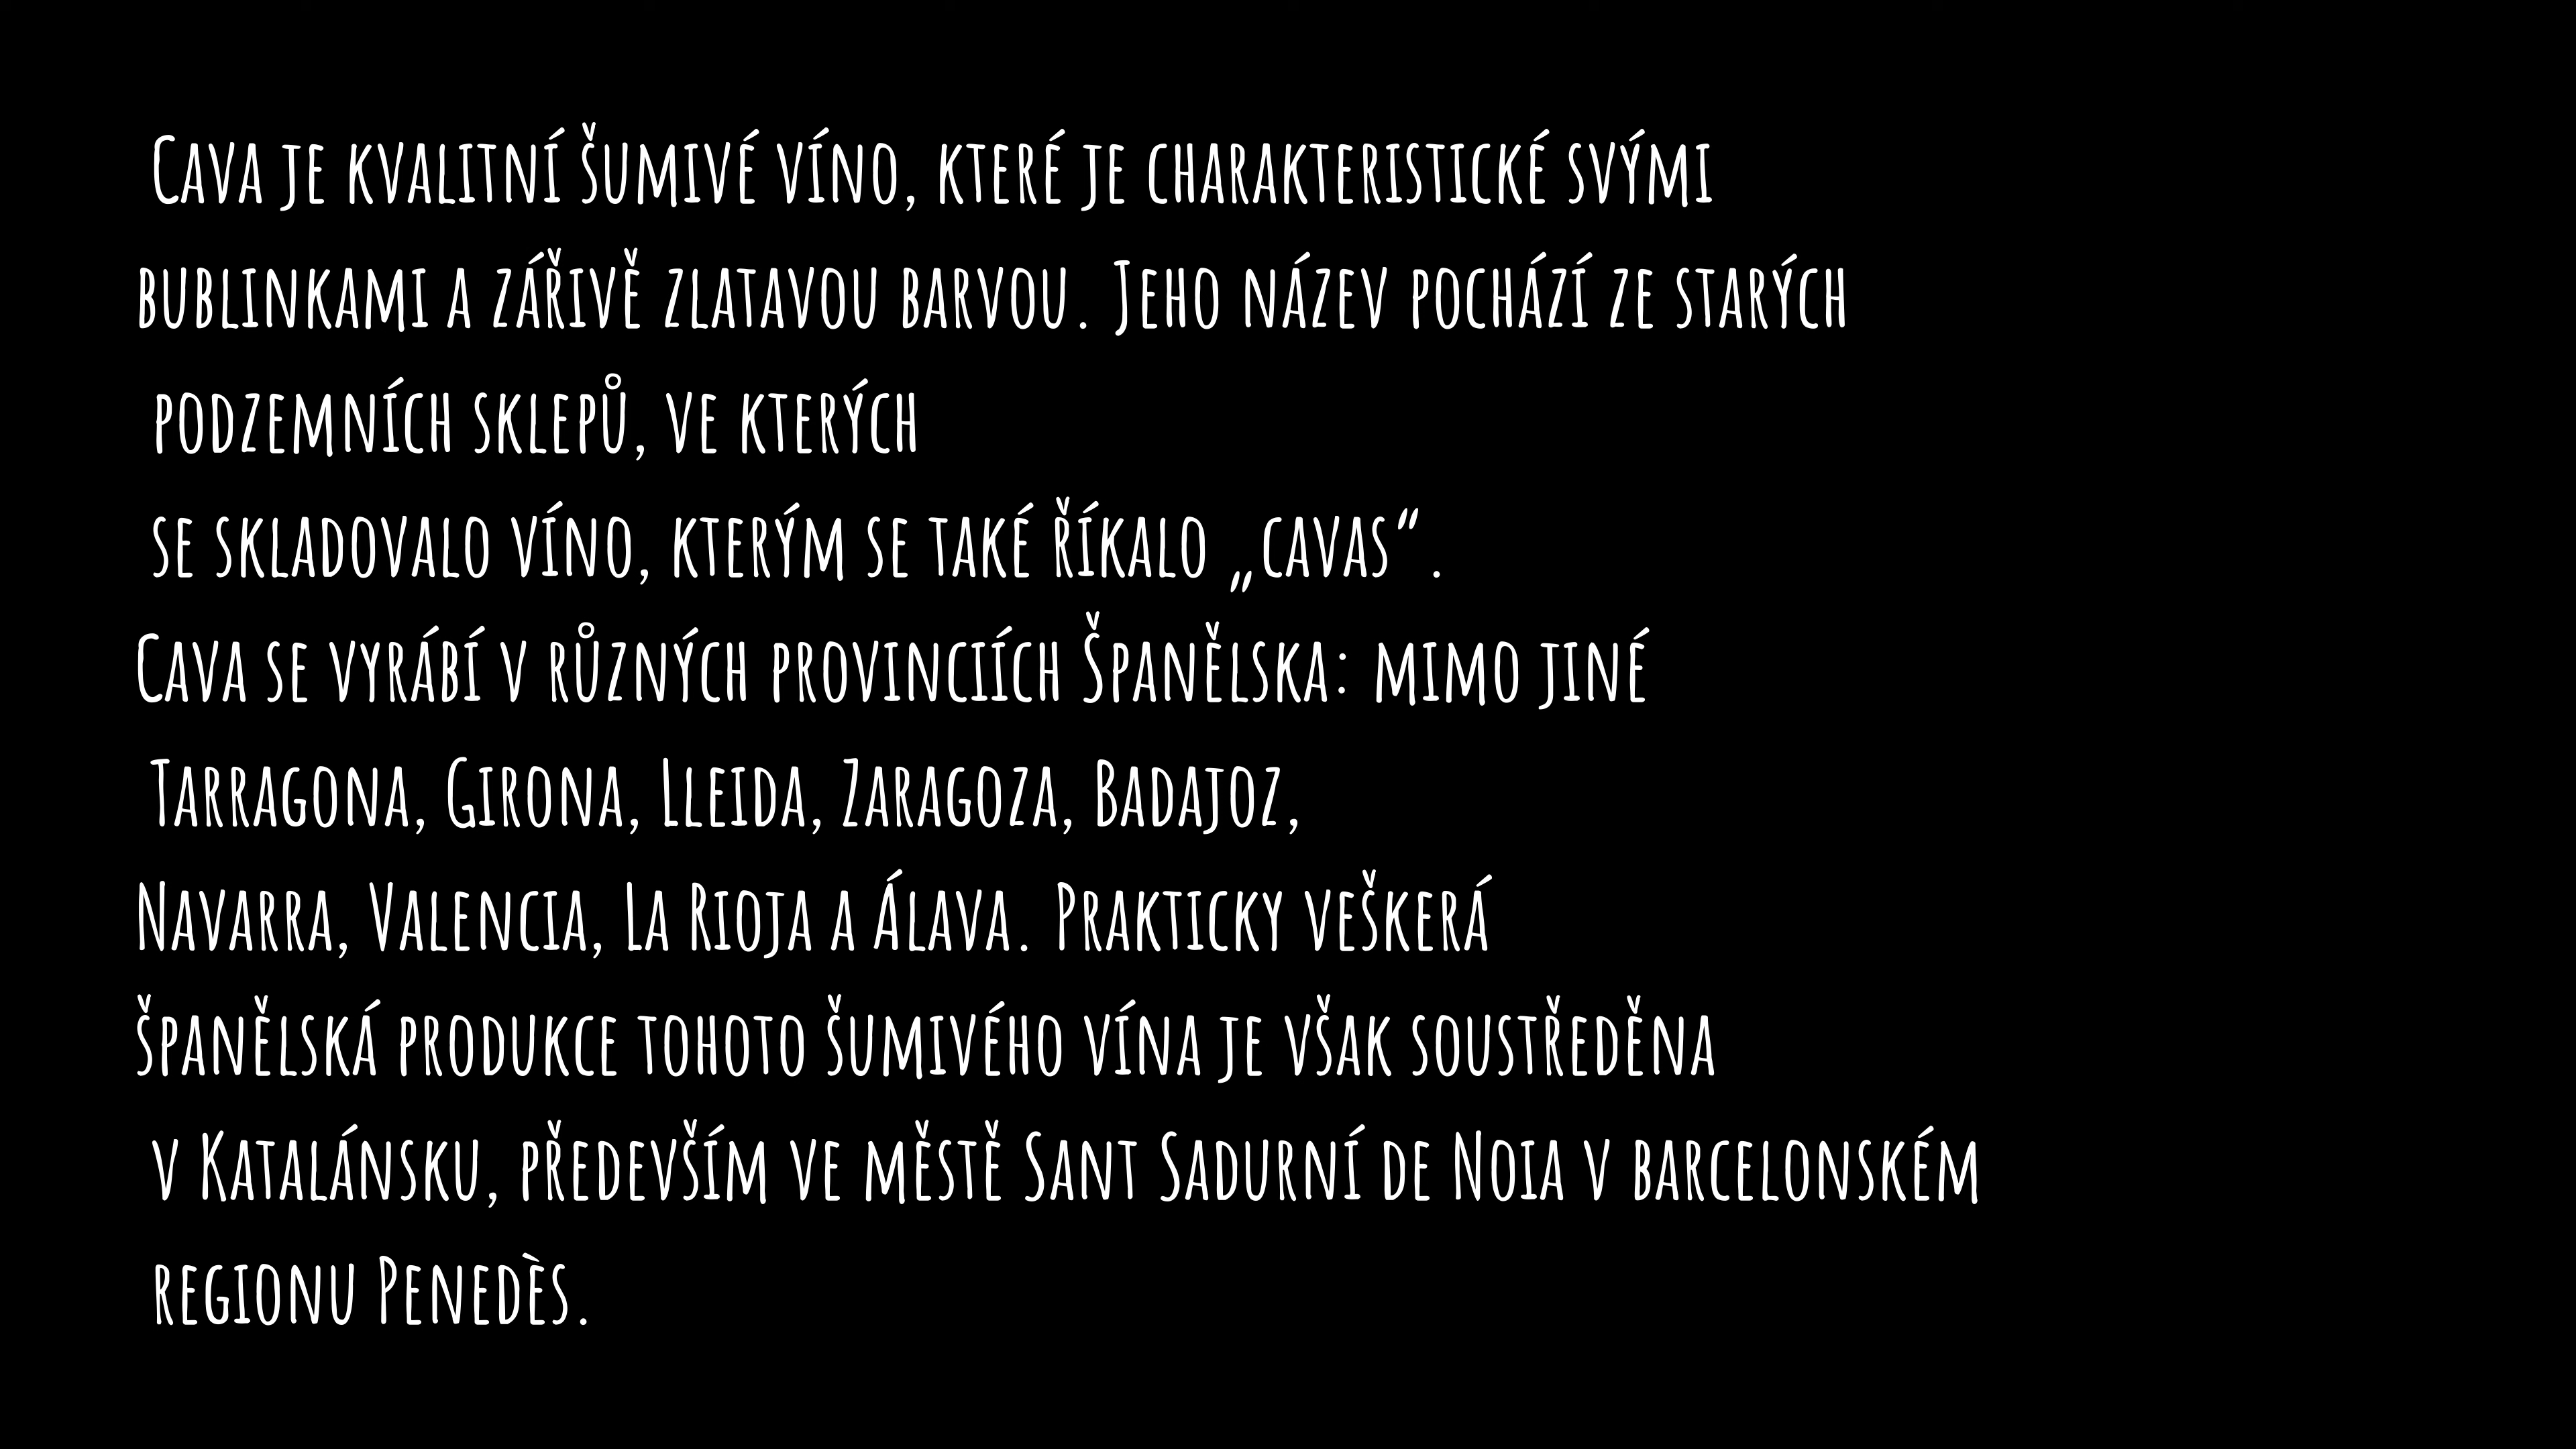 Cava je kvalitní šumivé víno, které je charakteristické svými
bublinkami a zářivě zlatavou barvou. Jeho název pochází ze starých
podzemních sklepů, ve kterých
se skladovalo víno, kterým se také říkalo „cavas“.
Cava se vyrábí v různých provinciích Španělska: mimo jiné
Tarragona, Girona, Lleida, Zaragoza, Badajoz,
Navarra, Valencia, La Rioja a Álava. Prakticky veškerá
španělská produkce tohoto šumivého vína je však soustředěna
v Katalánsku, především ve městě Sant Sadurní de Noia v barcelonském
regionu Penedès.